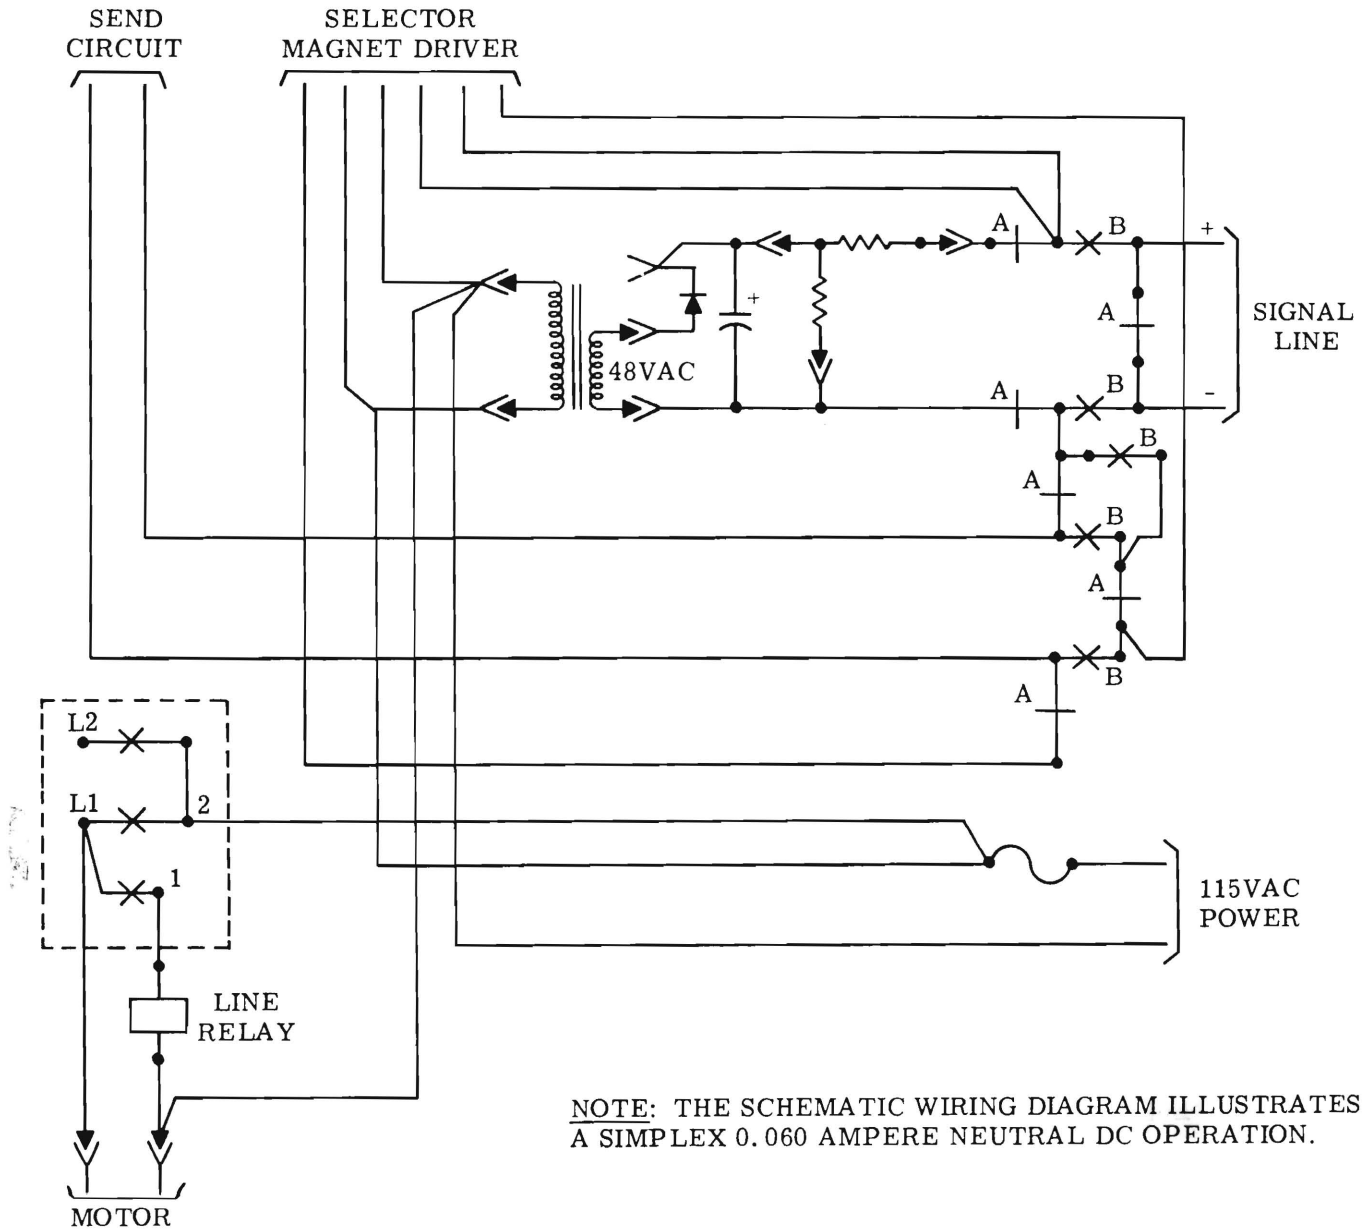 SEND
CIRCUIT
SELECTOR
MAGNET DRIVER
A
B
+
+
A
SIGNAL
LINE
48VAC
A
B
-
B
A
B
A
B
A
L2
L1
2
1
115VAC
POWER
LINE
RELAY
NOTE: THE SCHEMATIC WIRING DIAGRAM ILLUSTRATES
A SIMPLEX 0.060 AMPERE NEUTRAL DC OPERATION.
MOTOR